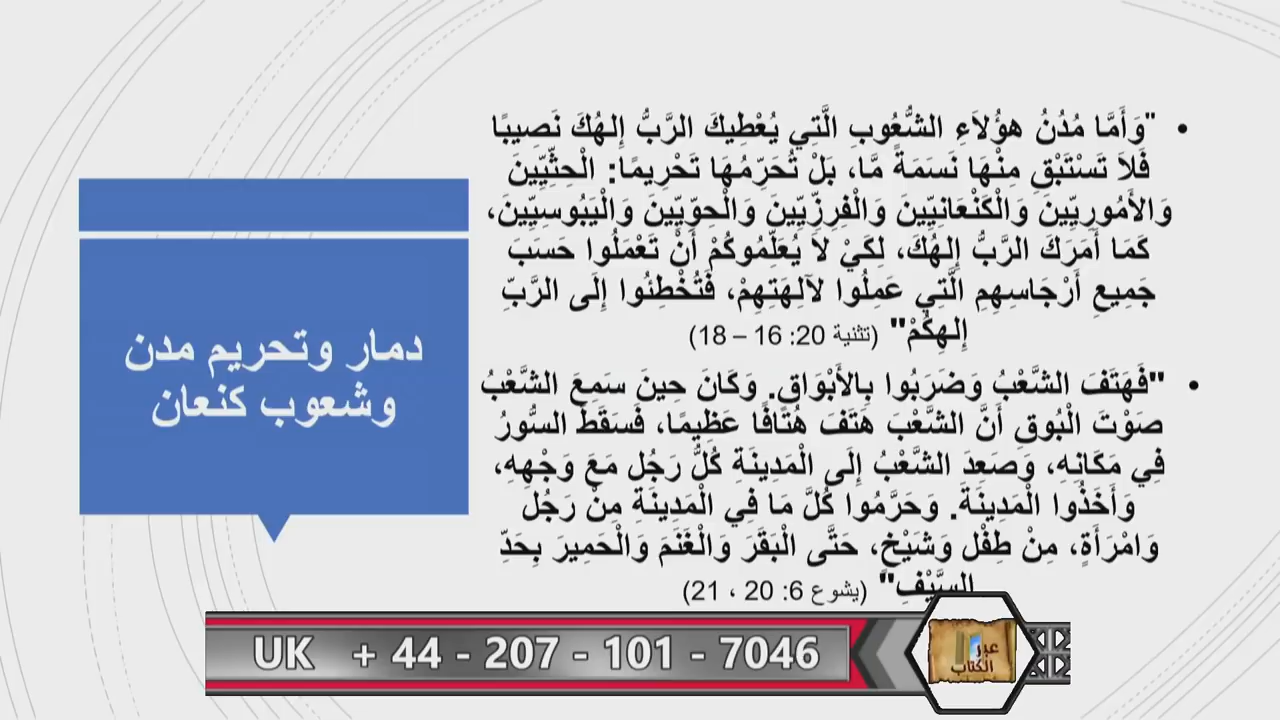 • "وَأَمَّا مُدُنُ هؤُلاَءِ الشُّعُوبِ الَّتِي يُعْطِيكَ الرَّبُّ إِلهُكَ نَصِيبًا
فَلاَ تَسْتَبْقِ مِنْهَا نَسَمَةً مَّا، بَلْ تُحَرِّمُهَا تَحْرِيمًا: الْحِثِّيِّينَ
وَالأَمُورِيِّينَ وَالْكَنْعَانِيِّينَ وَالْفِرِزِّيِّينَ وَالْحِوِّيِّينَ وَالْيَبُوسِيِّينَ،
كَمَا أَمَرَكَ الرَّبُّ إِلهُكَ، لِكَيْ لاَ يُعَلِّمُوكُمْ أَنْ تَعْمَلُوا حَسَبَ
جَمِيعِ أَرْجَاسِهِمِ الَّتِي عَمِلُوا لآلِهَتِهِمْ، فَتُخْطِئُوا إِلَى الرَّبِّ
إِلهِكُمْ" (تثنية 20: 16 – 18)
• "فَهَتَفَ الشَّعْبُ وَضَرَبُوا بِالأَبْوَاقِ. وَكَانَ حِينَ سَمِعَ الشَّعْبُ
صَوْتَ الْبُوقِ أَنَّ الشَّعْبَ هَتَفَ هُتَافًا عَظِيمًا، فَسَقَطَ السُّورُ
فِي مَكَانِهِ، وَصَعِدَ الشَّعْبُ إِلَى الْمَدِينَةِ كُلُّ رَجُل مَعَ وَجْهِهِ،
وَأَخَذُوا الْمَدِينَةَ. وَحَرَّمُوا كُلَّ مَا فِي الْمَدِينَةِ مِنْ رَجُل
وَامْرَأَةٍ، مِنْ طِفْل وَشَيْخٍ، حَتَّى الْبَقَرَ وَالْغَنَمَ وَالْحَمِيرَ بِحَدِّ
السَّيْفِ" (يشوع 6: 20 ، 21)
دمار وتحريم مدن
وشعوب كنعان
UK + 44 - 207 - 101 - 7046
عبر
الكتاب